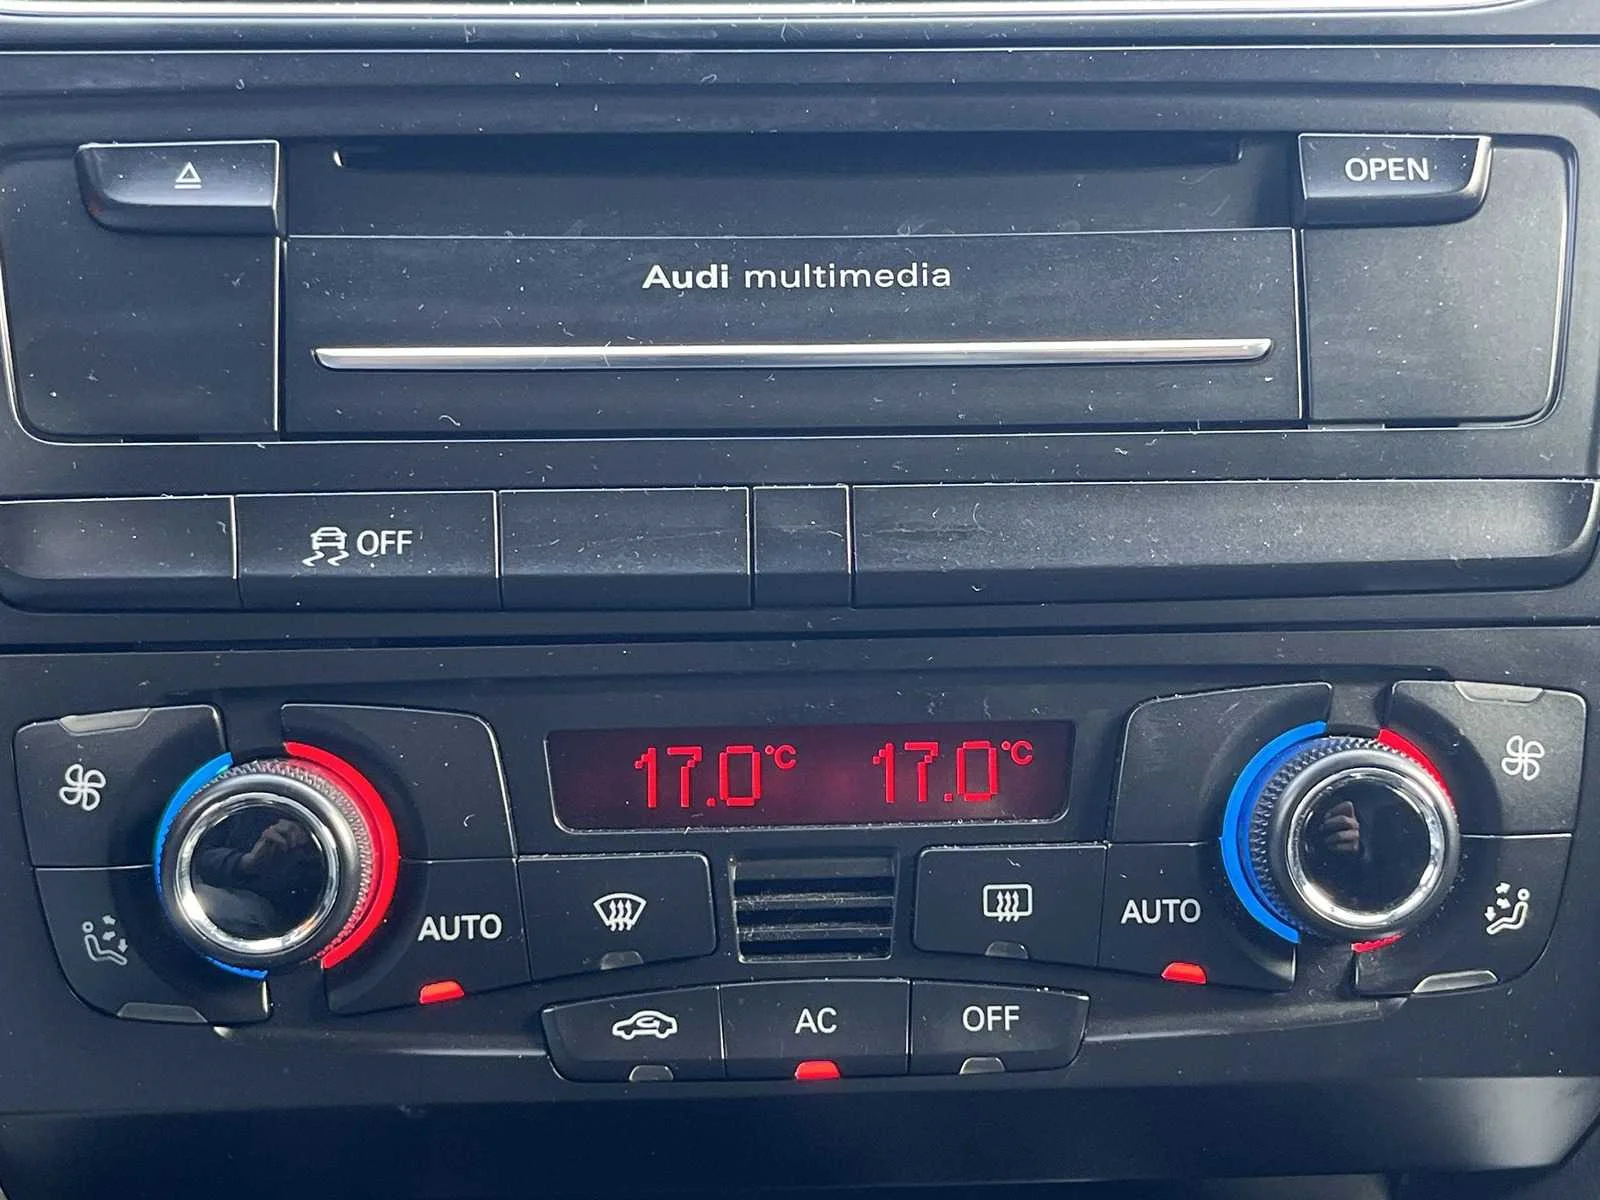 OPEN
Audi multimedia
OFF
17.0°C 17.0°C
AUTO
AUTO
AC
OFF